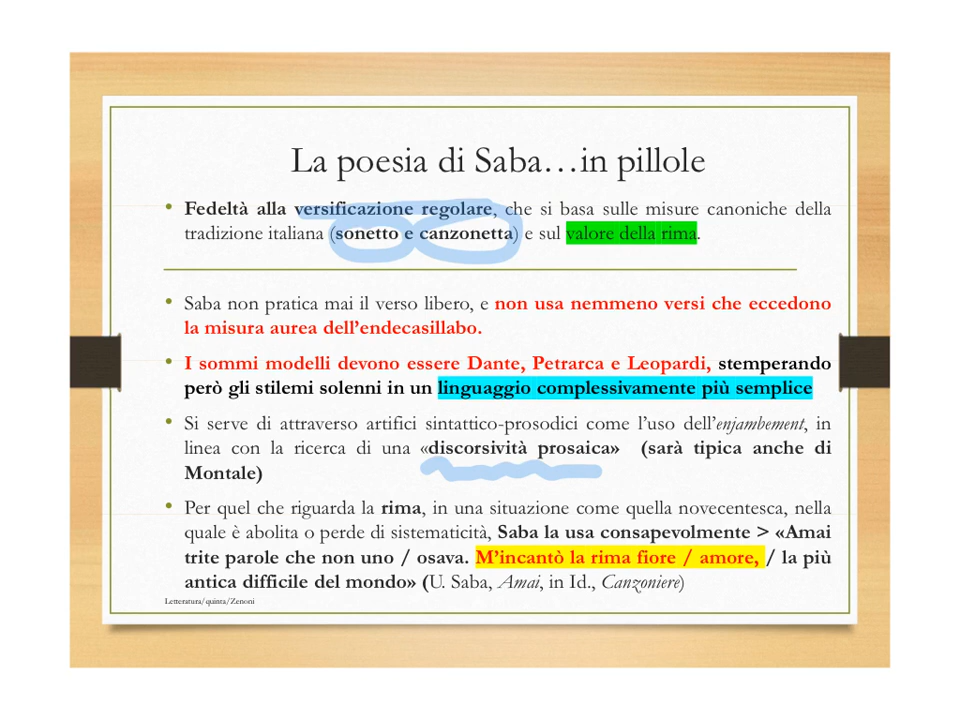 La poesia di Saba…in pillole
• Fedeltà alla versificazione regolare, che si basa sulle misure canoniche della
tradizione italiana (sonetto e canzonetta) e sul valore della rima.
• Saba non pratica mai il verso libero, e non usa nemmeno versi che eccedono
la misura aurea dell’endecasillabo.
• I sommi modelli devono essere Dante, Petrarca e Leopardi, stemperando
però gli stilemi solenni in un linguaggio complessivamente più semplice
• Si serve di attraverso artifici sintattico-prosodici come l’uso dell’enjambement, in
linea con la ricerca di una «discorsività prosaica» (sarà tipica anche di
Montale)
• Per quel che riguarda la rima, in una situazione come quella novecentesca, nella
quale è abolita o perde di sistematicità, Saba la usa consapevolmente > «Amai
trite parole che non uno / osava. M’incantò la rima fiore / amore, / la più
antica difficile del mondo» (U. Saba, Amai, in Id., Canzoniere)
Letteratura/quinta/Zenoni